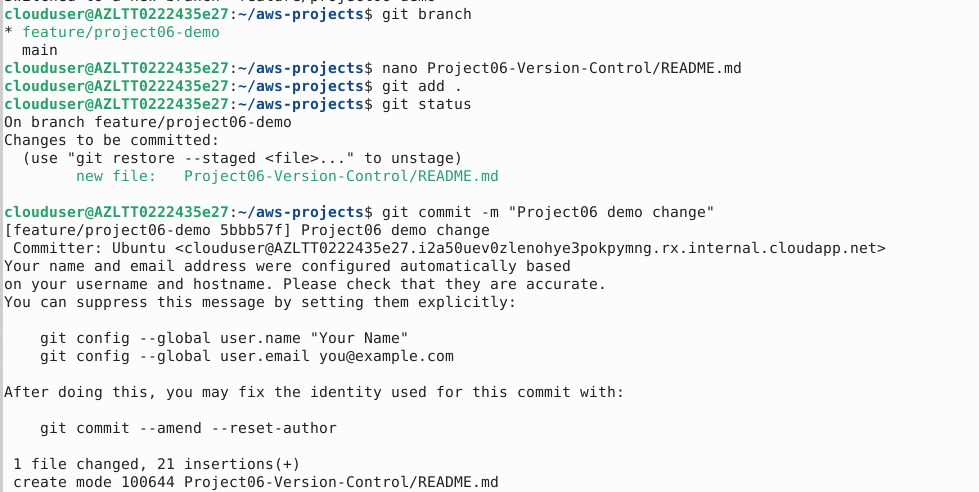 clouduser@AZLTT0222435e27:~/aws-projects$ git branch
* feature/project06-demo
  main
clouduser@AZLTT0222435e27:~/aws-projects$ nano Project06-Version-Control/README.md
clouduser@AZLTT0222435e27:~/aws-projects$ git add .
clouduser@AZLTT0222435e27:~/aws-projects$ git status
On branch feature/project06-demo
Changes to be committed:
  (use "git restore --staged <file>..." to unstage)
        new file:   Project06-Version-Control/README.md

clouduser@AZLTT0222435e27:~/aws-projects$ git commit -m "Project06 demo change"
[feature/project06-demo 5bbb57f] Project06 demo change
 Committer: Ubuntu <clouduser@AZLTT0222435e27.i2a50uev0zlenohye3pokpymng.rx.internal.cloudapp.net>
Your name and email address were configured automatically based
on your username and hostname. Please check that they are accurate.
You can suppress this message by setting them explicitly:

    git config --global user.name "Your Name"
    git config --global user.email you@example.com

After doing this, you may fix the identity used for this commit with:

    git commit --amend --reset-author

 1 file changed, 21 insertions(+)
 create mode 100644 Project06-Version-Control/README.md